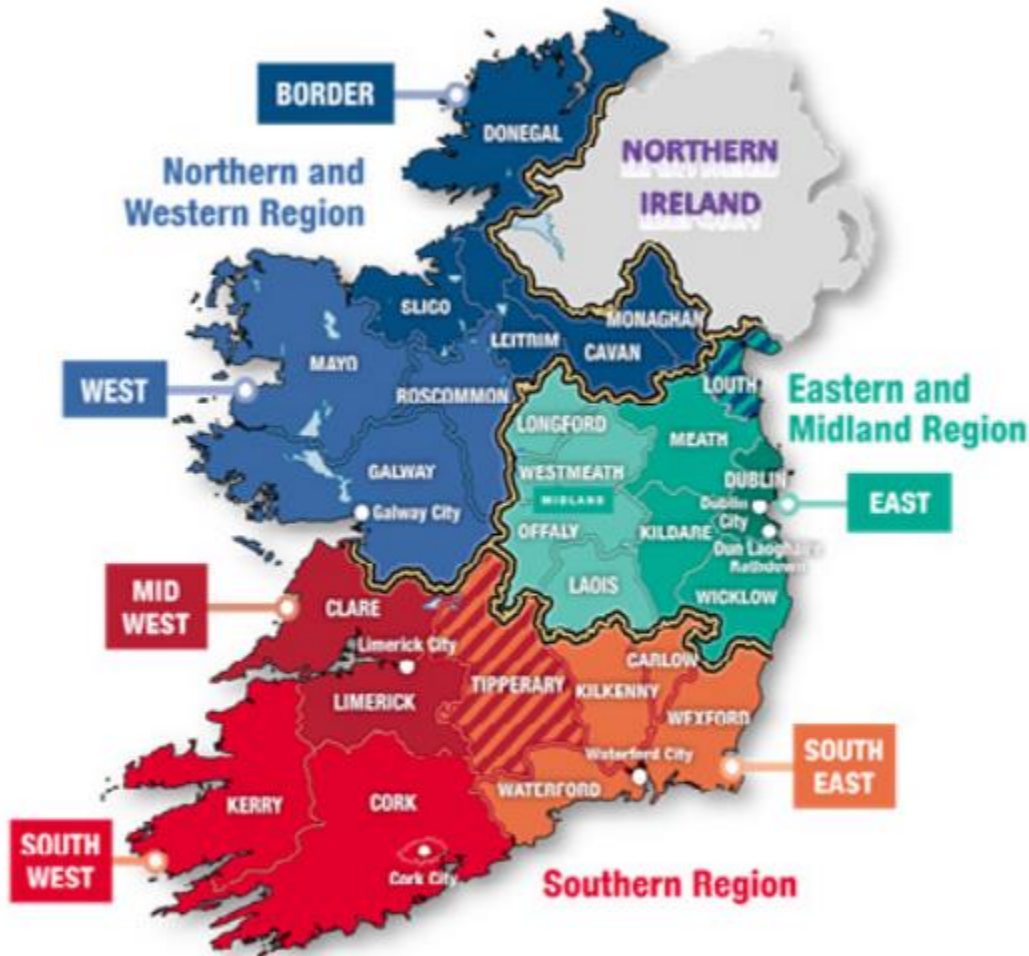 BORDER
DONEGAL
NORTHERN
IRELAND
Northern and
Western Region
SLIGO
MONAGHAN
LEITRIM
CAVAN
MAYO
WEST
ROSCOMMON
LOUTH
Eastern and
Midland Region
LONGFORD
MEATH
GALWAY
WESTMEATH
DUBLIN
MIDLAND
Dublin
City
EAST
Galway City
OFFALY
KILDARE
Dun Laoghaire
Rathdown
LAOIS
WICKLOW
MID
WEST
CLARE
Limerick City
CARLOW
TIPPERARY
KILKENNY
LIMERICK
WEXFORD
Waterford City
SOUTH
EAST
WATERFORD
KERRY
CORK
SOUTH
WEST
Cork City
Southern Region